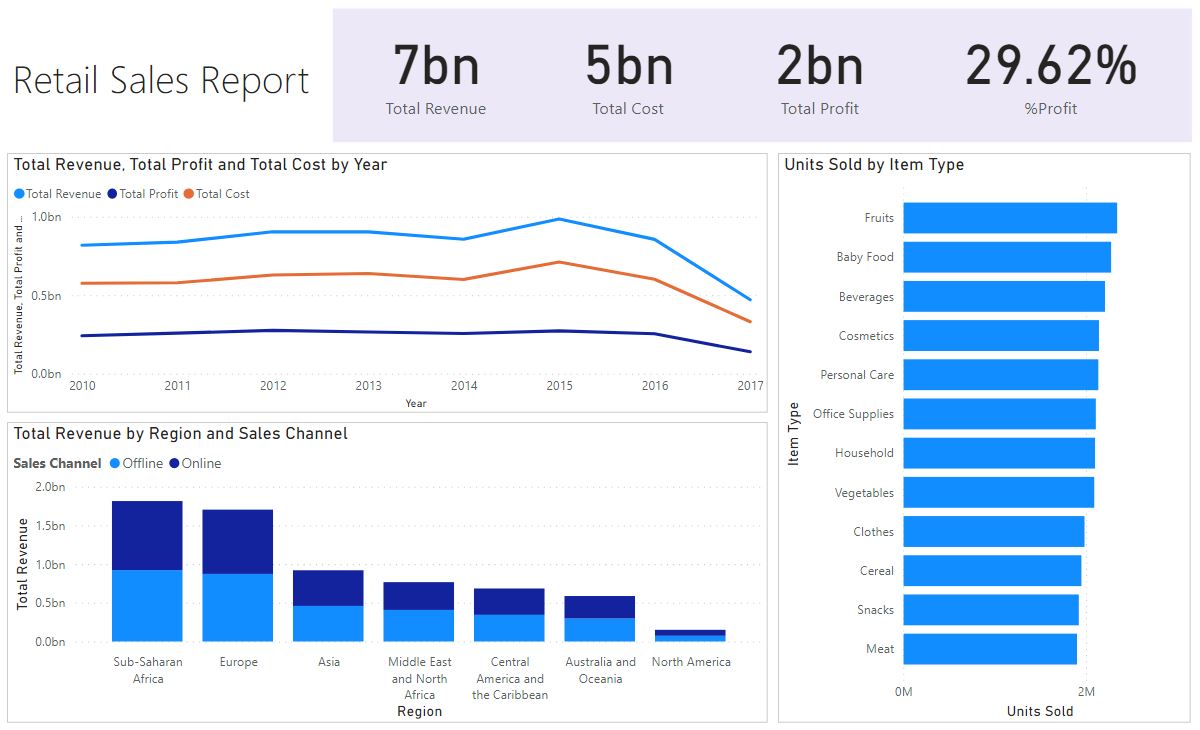 Retail Sales Report
7bn
Total Revenue
5bn
Total Cost
2bn
Total Profit
29.62%
%Profit
Total Revenue, Total Profit and Total Cost by Year
Total Revenue Total Profit Total Cost
Total Revenue, Total Profit and ...
1.0bn
0.5bn
0.0bn
2010 2011 2012 2013 2014 2015 2016 2017
Year
Total Revenue by Region and Sales Channel
Sales Channel Offline Online
Total Revenue
2.0bn
1.5bn
1.0bn
0.5bn
0.0bn
Sub-Saharan
Africa
Europe
Asia
Middle East
and North
Africa
Central
America and
the Caribbean
Australia and
Oceania
North America
Region
Units Sold by Item Type
Item Type
Fruits
Baby Food
Beverages
Cosmetics
Personal Care
Office Supplies
Household
Vegetables
Clothes
Cereal
Snacks
Meat
0M 2M
Units Sold